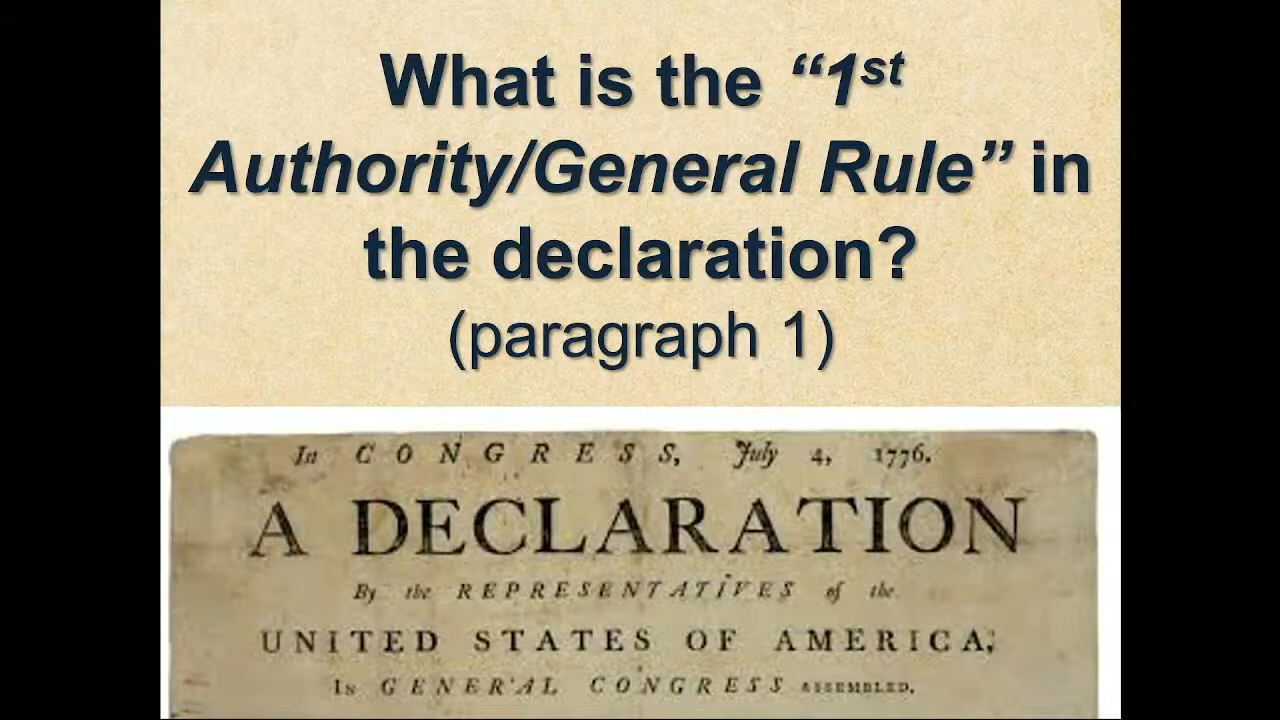 What is the “1st
Authority/General Rule” in
the declaration?
(paragraph 1)
In CONGRESS, July 4, 1776.
A DECLARATION
By the REPRESENTATIVES of the
UNITED STATES OF AMERICA,
In GENERAL CONGRESS ASSEMBLED.